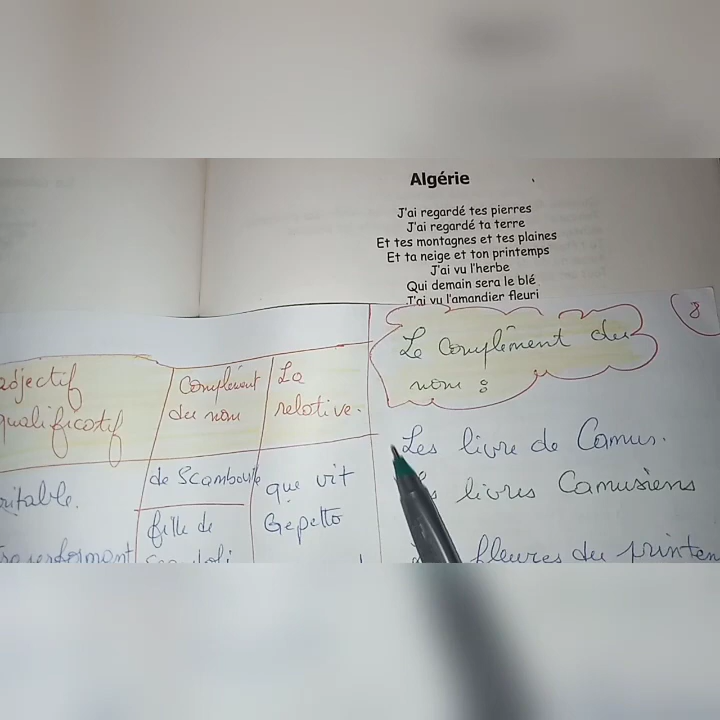 Algérie
J'ai regardé tes pierres
J'ai regardé ta terre
Et tes montagnes et tes plaines
Et ta neige et ton printemps
J'ai vu l'herbe
Qui demain sera le blé
J'ai vu l'amandier fleuri
8
Le complément du
nom :
adjectif
qualificatif
Complément
du nom
La
relative.
Les livre de Camus.
livres Camusiens
fleures du printem
de Scambouille
fille de
que vit
Gepetto